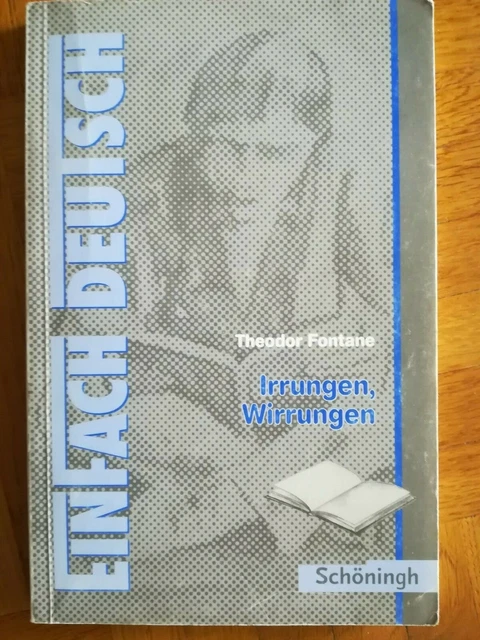 EINFACH DEUTSCH
Theodor Fontane
Irrungen,
Wirrungen
Schöningh